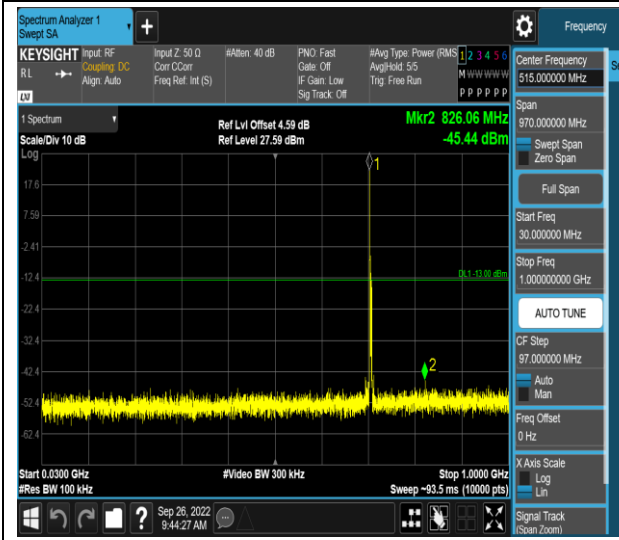 Spectrum Analyzer 1
Swept SA
+
Frequency
KEYSIGHT
RL
LXI
Input: RF
Coupling: DC
Align: Auto
Input Z: 50 Ω
Corr CCorr
Freq Ref: Int (S)
#Atten: 40 dB
PNO: Fast
Gate: Off
IF Gain: Low
Sig Track: Off
#Avg Type: Power (RMS
Avg|Hold: 5/5
Trig: Free Run
1 2 3 4 5 6
M W W W W W
P P P P P P
1 Spectrum
Scale/Div 10 dB
Ref Lvl Offset 4.59 dB
Ref Level 27.59 dBm
Mkr2 826.06 MHz
-45.44 dBm
Log
17.6
7.59
-2.41
-12.4
-22.4
-32.4
-42.4
-52.4
-62.4
1
DL1 -13.00 dBm
2
Start 0.0300 GHz
#Res BW 100 kHz
#Video BW 300 kHz
Stop 1.0000 GHz
Sweep ~93.5 ms (10000 pts)
Center Frequency
515.000000 MHz
Span
970.000000 MHz
Swept Span
Zero Span
Full Span
Start Freq
30.000000 MHz
Stop Freq
1.000000000 GHz
AUTO TUNE
CF Step
97.000000 MHz
Auto
Man
Freq Offset
0 Hz
X Axis Scale
Log
Lin
Signal Track
(Span Zoom)
?
Sep 26, 2022
9:44:27 AM